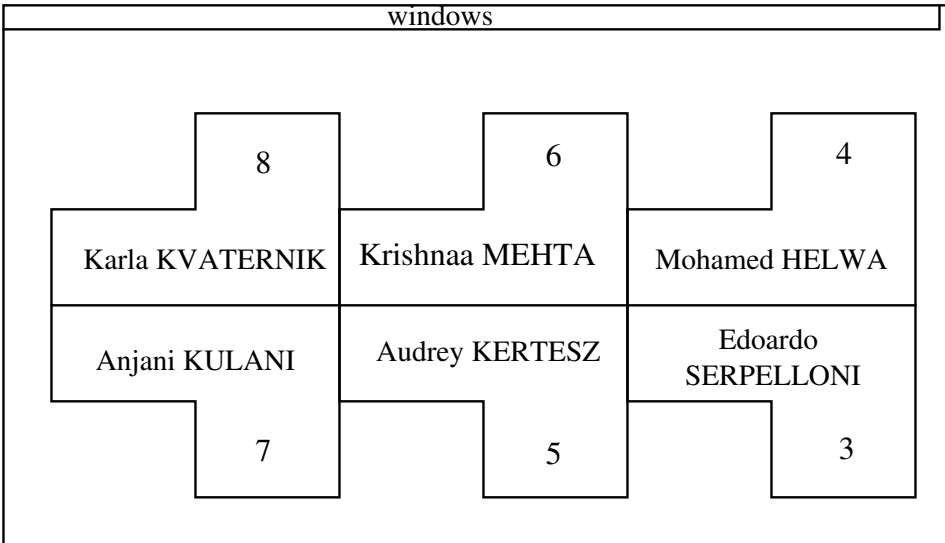 windows
8
6
4
Karla KVATERNIK
Krishnaa MEHTA
Mohamed HELWA
Anjani KULANI
Audrey KERTESZ
Edoardo
SERPELLONI
7
5
3